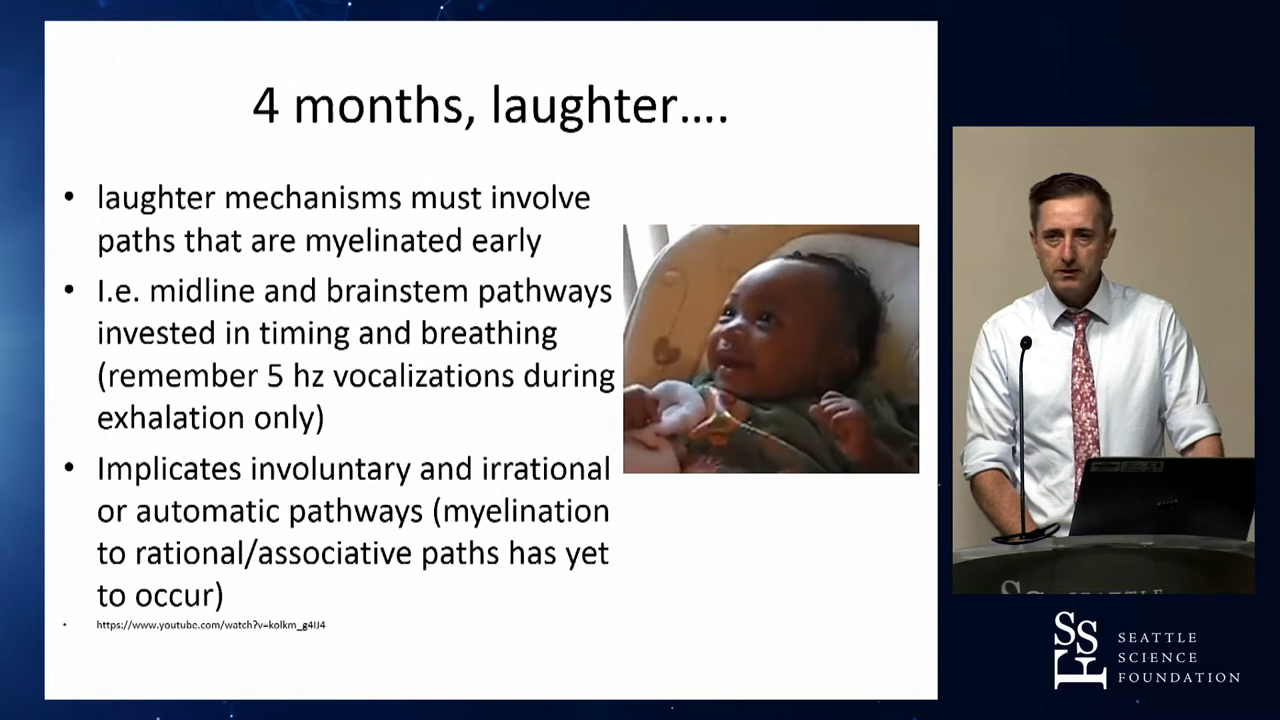 4 months, laughter....
• laughter mechanisms must involve
paths that are myelinated early
• I.e. midline and brainstem pathways
invested in timing and breathing
(remember 5 hz vocalizations during
exhalation only)
• Implicates involuntary and irrational
or automatic pathways (myelination
to rational/associative paths has yet
to occur)
• https://www.youtube.com/watch?v=kolkm_g4IJ4
SSF
SEATTLE
SCIENCE
FOUNDATION